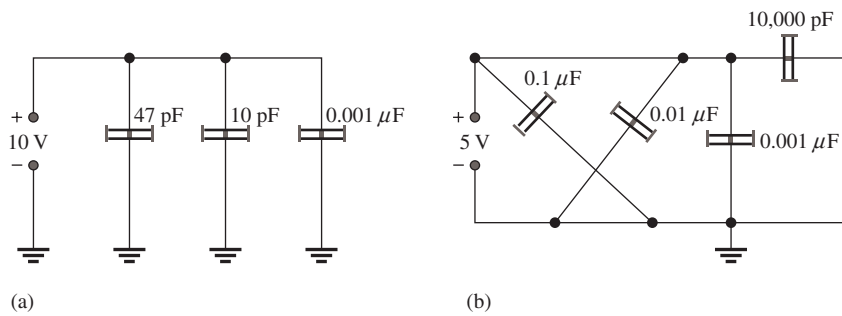 10,000 pF
0.1 μF
+
10 V
−
47 pF
10 pF
0.001 μF
+
5 V
−
0.01 μF
0.001 μF
(a)
(b)